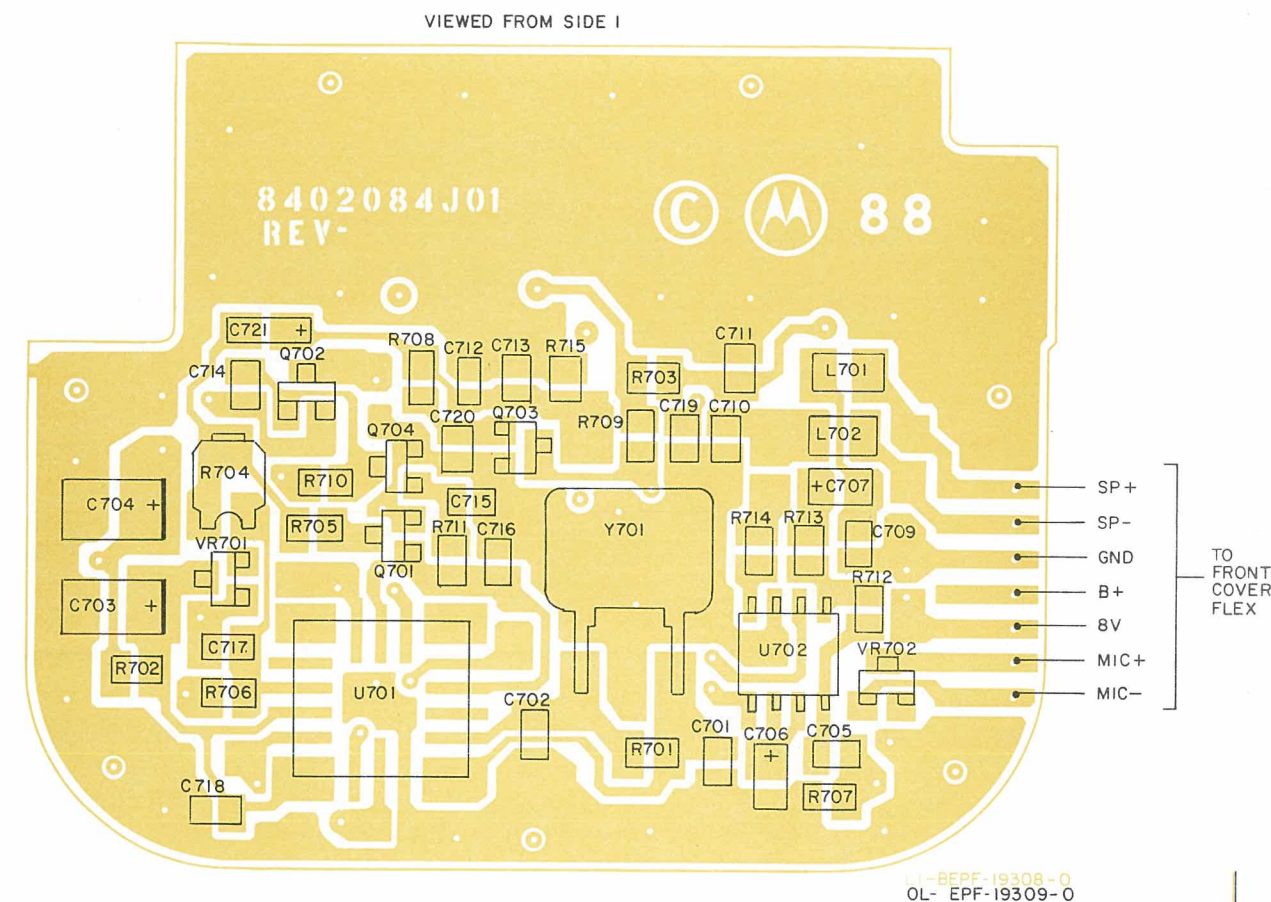 VIEWED FROM SIDE 1
8402084J01
REV-
C
88
C721 +
Q702
C714
R708
C712
C713
R715
R703
C711
L701
Q704
C720
Q703
R709
C719
C710
L702
R704
R710
C715
+C707
C704 +
R705
R711
C716
Y701
R714
R713
C709
VR701
Q701
R712
C703 +
C717
U702
VR702
R702
R706
U701
C702
R701
C701
C706
+
C705
R707
C718
SP+
SP-
GND
B+
8V
MIC+
MIC-
TO
FRONT
COVER
FLEX
-BEPF-19308-O
OL- EPF-19309-O